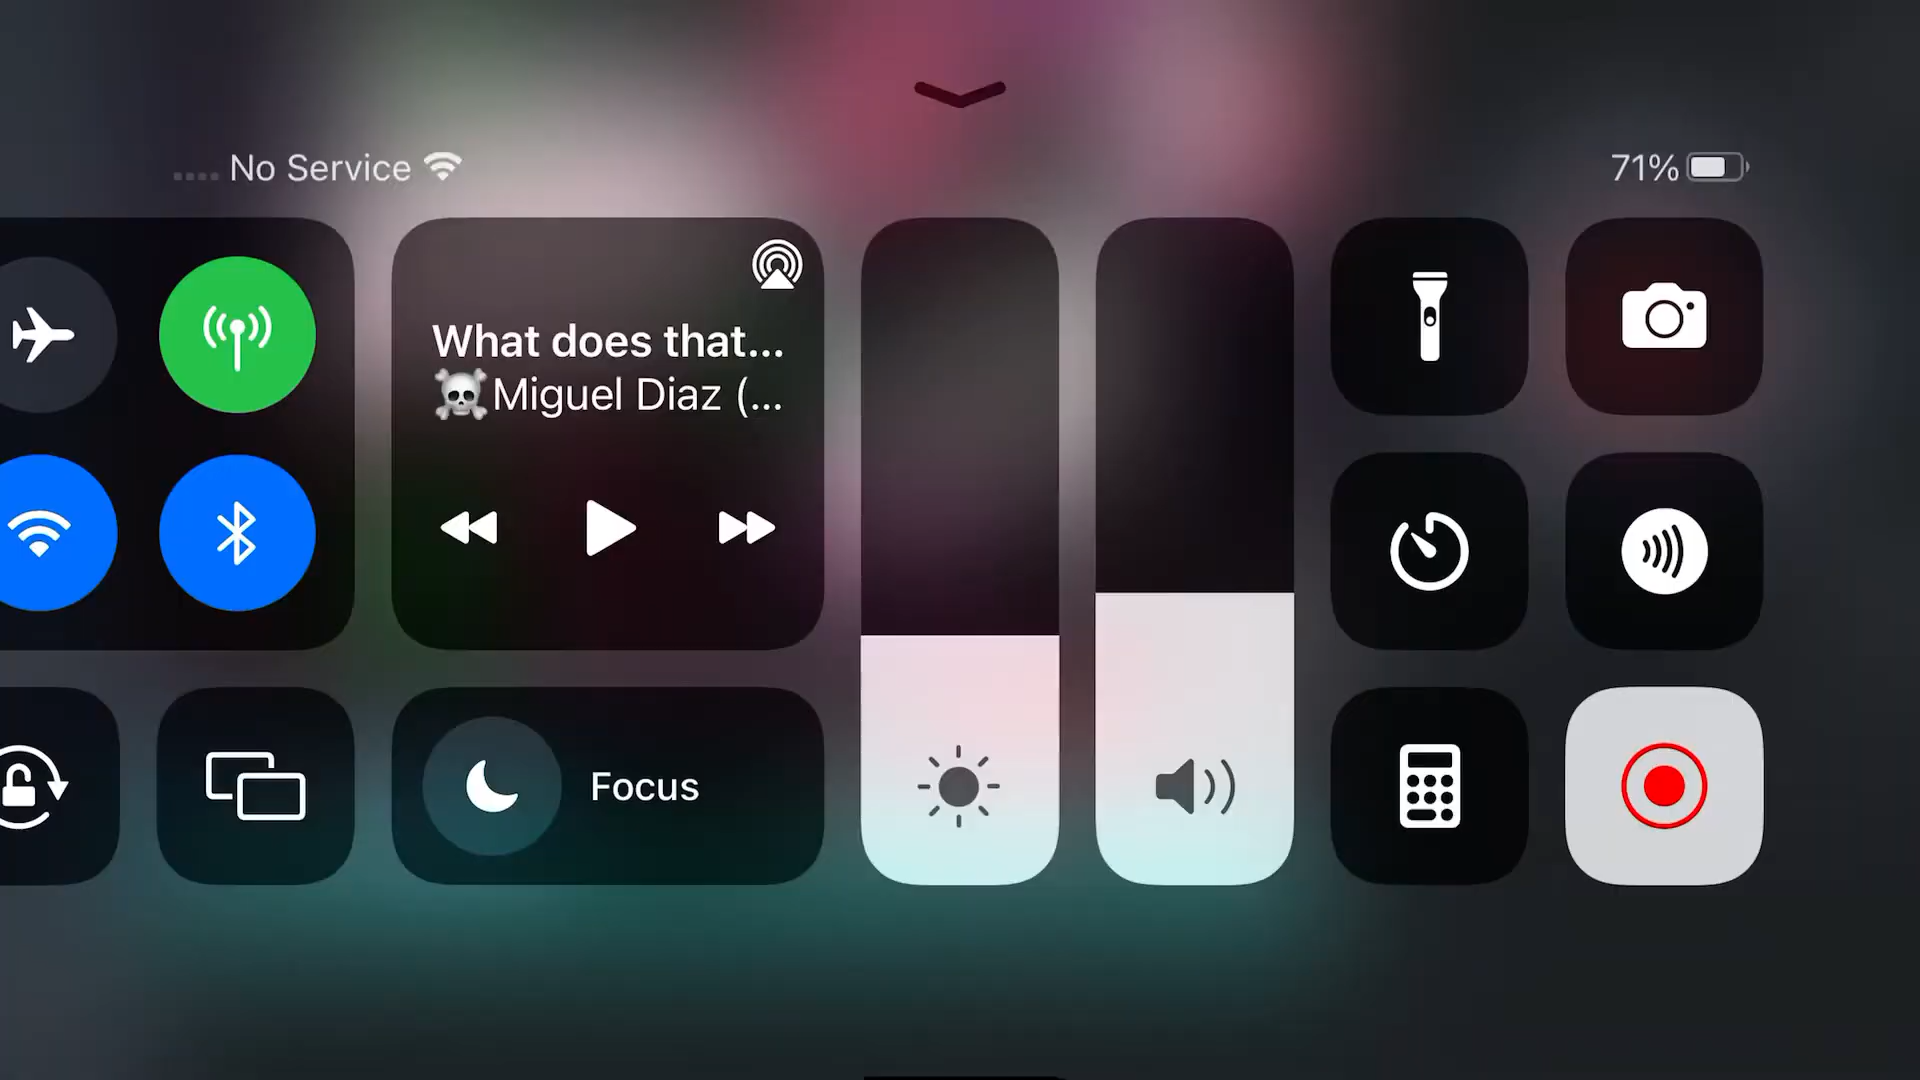 No Service
71%
What does that...
☠️Miguel Diaz (...
Focus